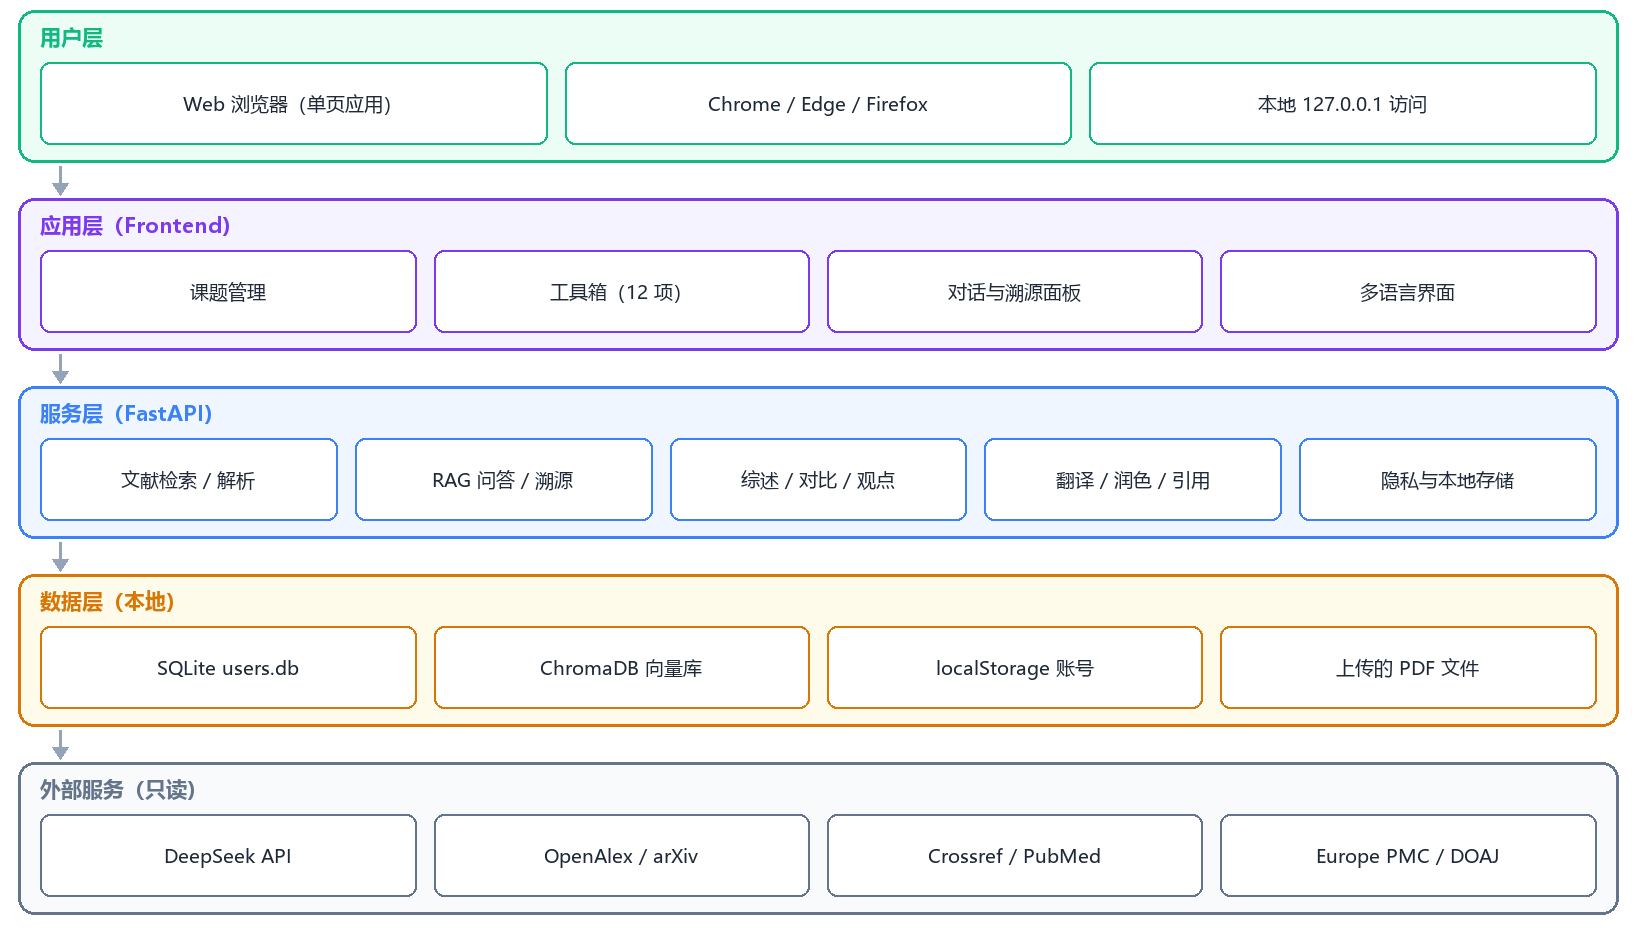 用户层
Web 浏览器（单页应用）
Chrome / Edge / Firefox
本地 127.0.0.1 访问
应用层（Frontend）
课题管理
工具箱（12 项）
对话与溯源面板
多语言界面
服务层（FastAPI）
文献检索 / 解析
RAG 问答 / 溯源
综述 / 对比 / 观点
翻译 / 润色 / 引用
隐私与本地存储
数据层（本地）
SQLite users.db
ChromaDB 向量库
localStorage 账号
上传的 PDF 文件
外部服务（只读）
DeepSeek API
OpenAlex / arXiv
Crossref / PubMed
Europe PMC / DOAJ